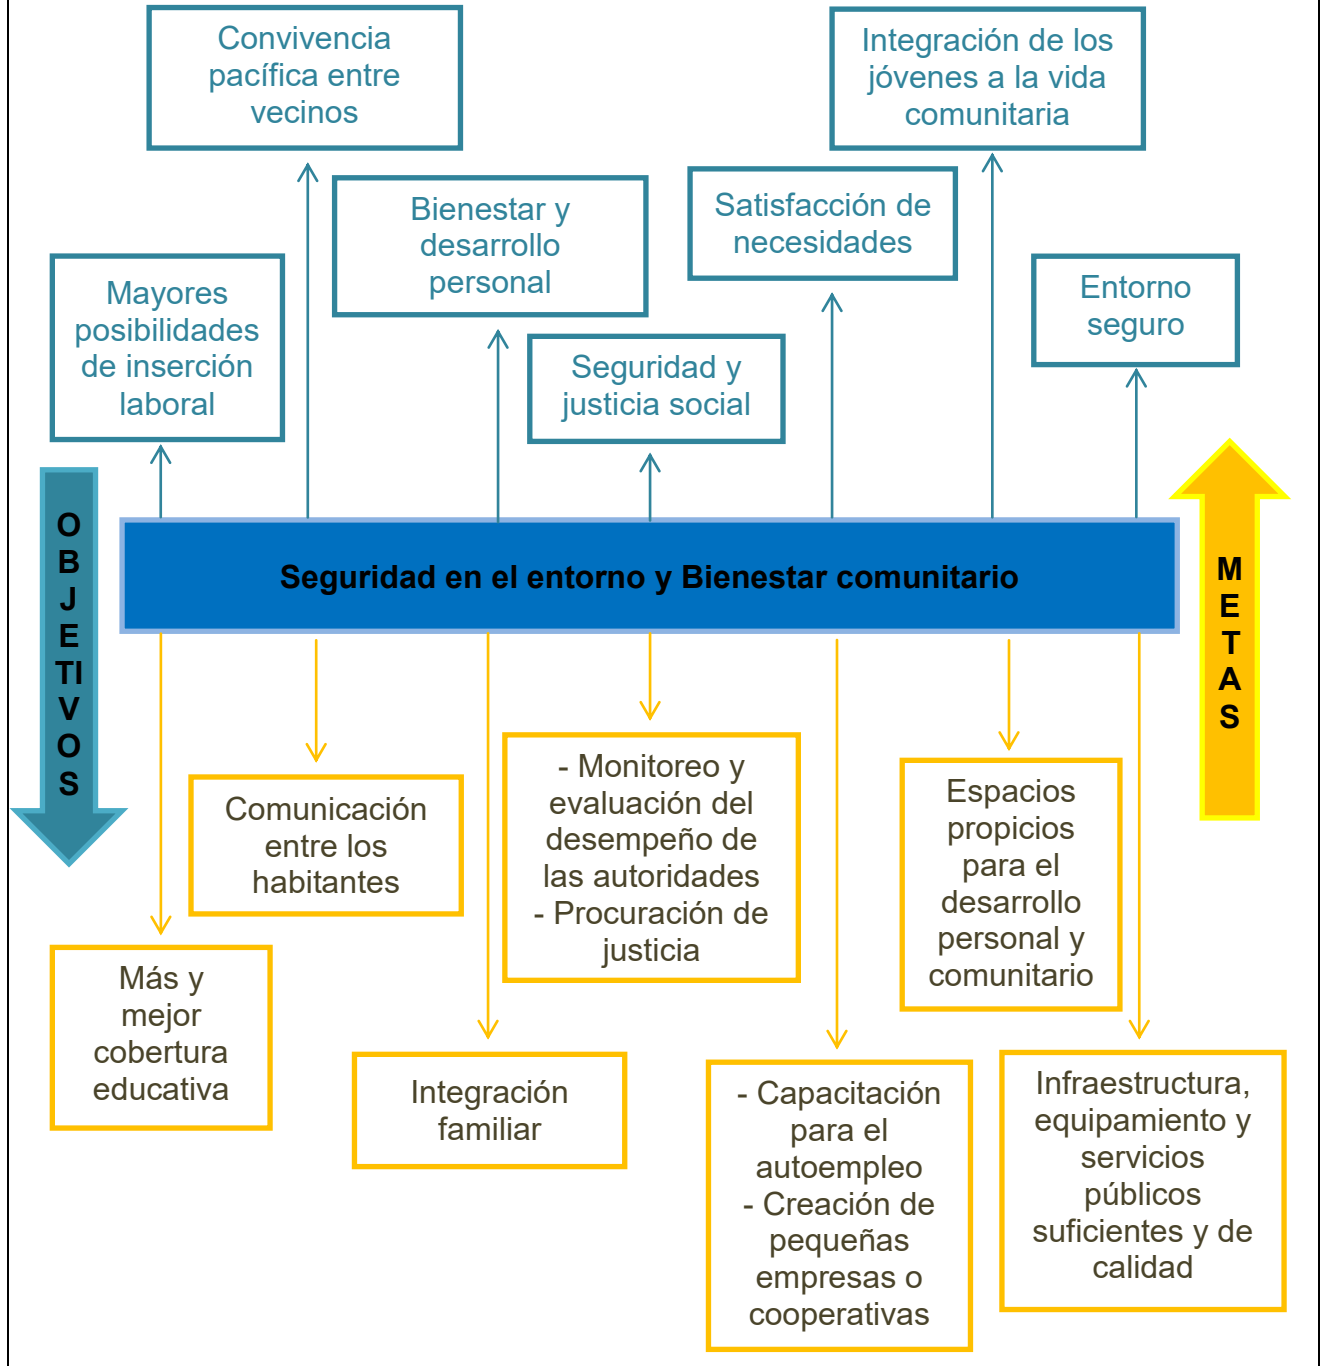 Convivencia
pacífica entre
vecinos
Integración de los
jóvenes a la vida
comunitaria
Bienestar y
desarrollo
personal
Satisfacción de
necesidades
Mayores
posibilidades
de inserción
laboral
Seguridad y
justicia social
Entorno
seguro
O
B
J
E
TI
V
O
S
Seguridad en el entorno y Bienestar comunitario
M
E
T
A
S
Comunicación
entre los
habitantes
- Monitoreo y
evaluación del
desempeño de
las autoridades
- Procuración de
justicia
Espacios
propicios
para el
desarrollo
personal y
comunitario
Más y
mejor
cobertura
educativa
Integración
familiar
- Capacitación
para el
autoempleo
- Creación de
pequeñas
empresas o
cooperativas
Infraestructura,
equipamiento y
servicios
públicos
suficientes y de
calidad